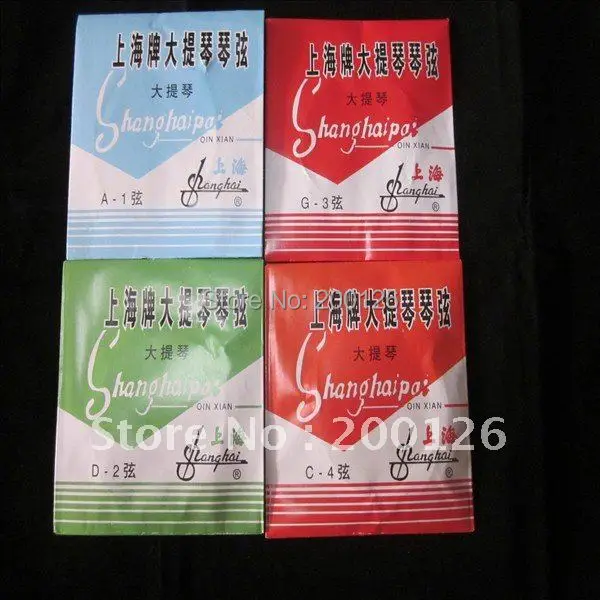 上海牌大提琴琴弦
大提琴
Shanghaipai
QIN XIAN
上海
Shanghai
®
A - 1弦
上海牌大提琴琴弦
大提琴
Shanghaipai
QIN XIAN
上海
Shanghai
®
G - 3弦
上海牌大提琴琴弦
大提琴
Shanghaipai
QIN XIAN
上海
Shanghai
®
D - 2弦
上海牌大提琴琴弦
大提琴
Shanghaipai
QIN XIAN
上海
Shanghai
®
C - 4弦
Store No: 200126
Store No : 200126